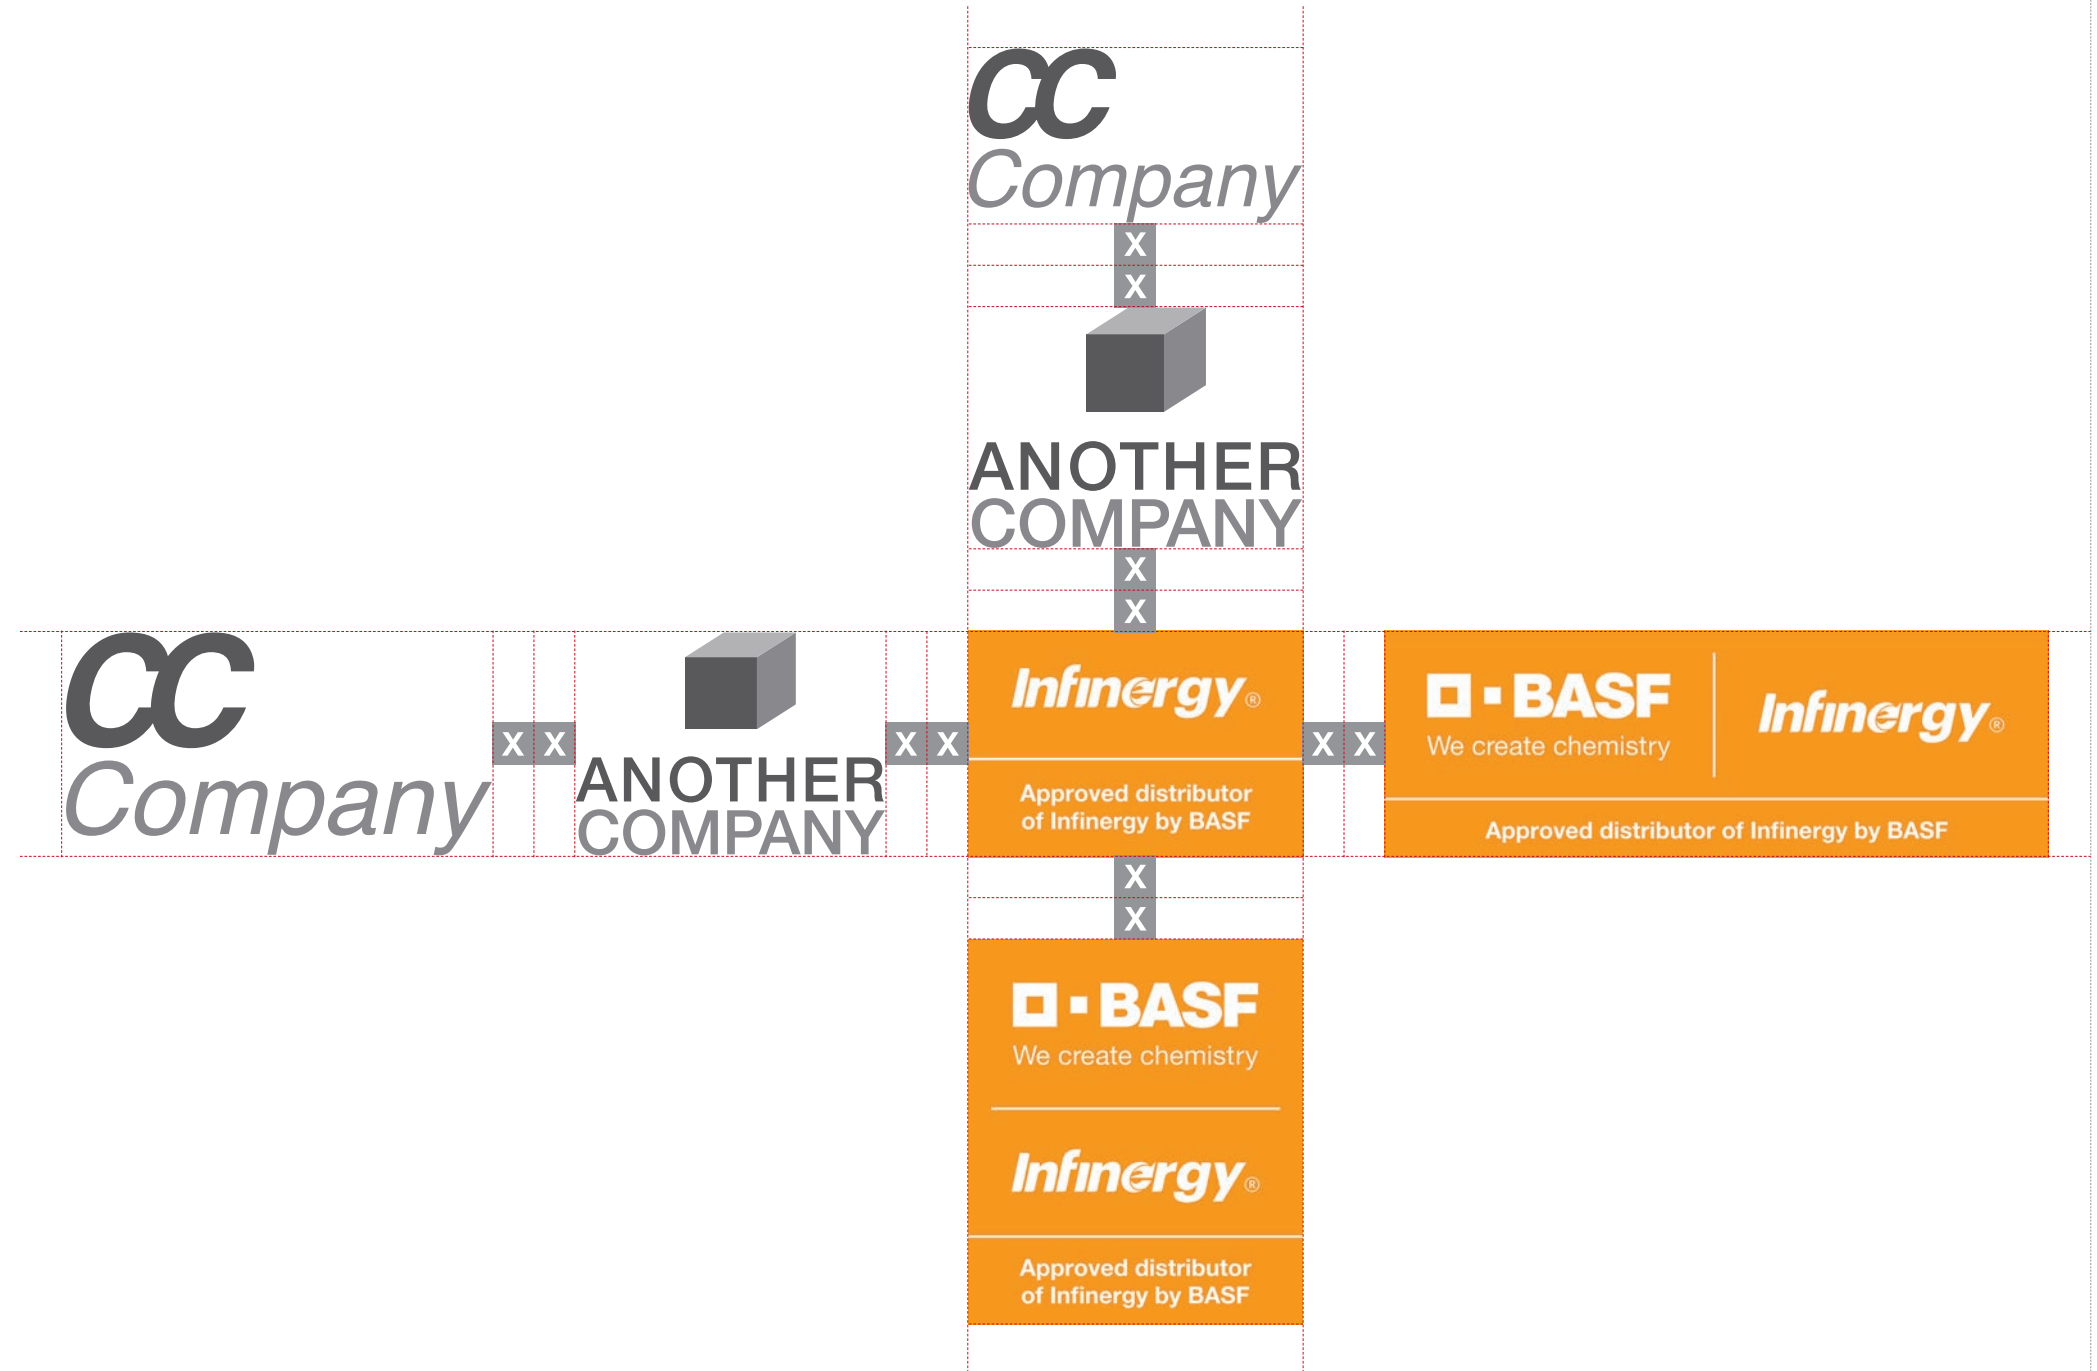 CC
Company
X
X
ANOTHER
COMPANY
X
X
CC
Company
X X
ANOTHER
COMPANY
X X
Infinergy®
Approved distributor
of Infinergy by BASF
X X
BASF
We create chemistry
Infinergy®
Approved distributor of Infinergy by BASF
X
X
BASF
We create chemistry
Infinergy®
Approved distributor
of Infinergy by BASF